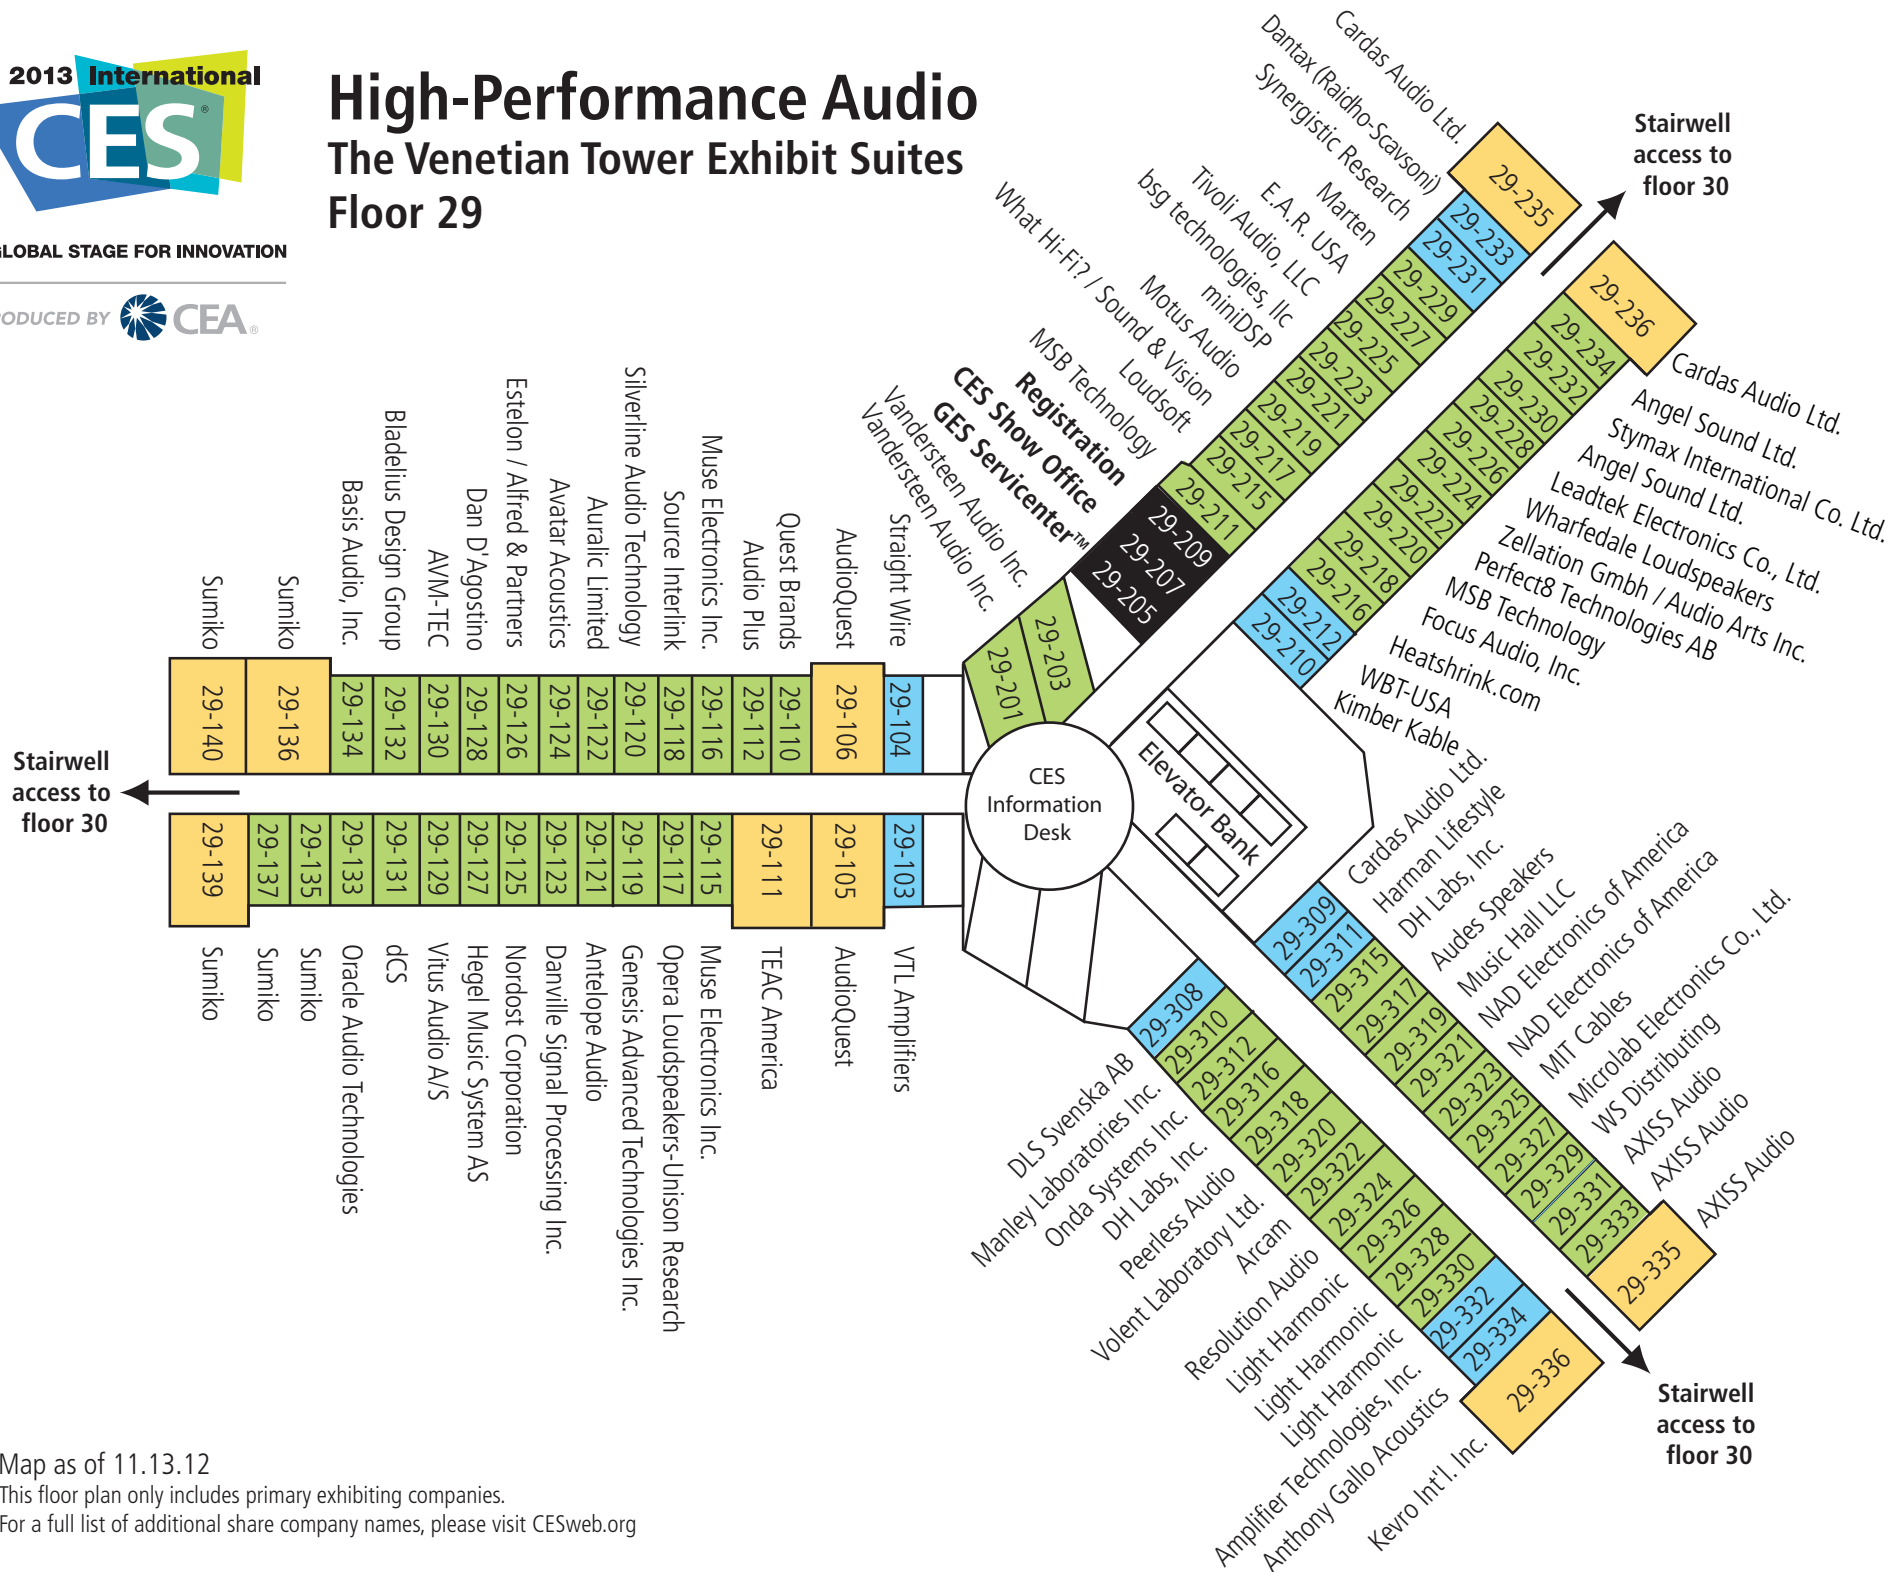 2013 International
CES®
GLOBAL STAGE FOR INNOVATION
PRODUCED BY CEA®
High-Performance Audio
The Venetian Tower Exhibit Suites
Floor 29
Stairwell
access to
floor 30
Cardas Audio Ltd.
Dantax (Raidho-Scavsoni)
Synergistic Research
Marten
E.A.R. USA
Tivoli Audio, LLC
bsg technologies, llc
miniDSP
Motus Audio
What Hi-Fi? / Sound & Vision
Loudsoft
MSB Technology
Registration
CES Show Office
GES Servicenter™
Vandersteen Audio Inc.
Vandersteen Audio Inc.
29-235
29-233
29-231
29-229
29-227
29-225
29-223
29-221
29-219
29-217
29-215
29-211
29-209
29-207
29-205
29-203
29-201
29-236
29-234
29-232
29-230
29-228
29-226
29-224
29-222
29-220
29-218
29-216
29-212
29-210
Cardas Audio Ltd.
Angel Sound Ltd.
Stymax International Co. Ltd.
Angel Sound Ltd.
Leadtek Electronics Co., Ltd.
Wharfedale Loudspeakers
Zellation Gmbh / Audio Arts Inc.
Perfect8 Technologies AB
MSB Technology
Focus Audio, Inc.
Heatshrink.com
WBT-USA
Kimber Kable
Sumiko
Sumiko
Basis Audio, Inc.
Bladelius Design Group
AVM-TEC
Dan D'Agostino
Estelon / Alfred & Partners
Avatar Acoustics
Auralic Limited
Silverline Audio Technology
Source Interlink
Muse Electronics Inc.
Audio Plus
Quest Brands
AudioQuest
Straight Wire
29-140
29-136
29-134
29-132
29-130
29-128
29-126
29-124
29-122
29-120
29-118
29-116
29-112
29-110
29-106
29-104
Stairwell
access to
floor 30
CES
Information
Desk
Elevator Bank
29-139
29-137
29-135
29-133
29-131
29-129
29-127
29-125
29-123
29-121
29-119
29-117
29-115
29-111
29-105
29-103
Sumiko
Sumiko
Sumiko
Oracle Audio Technologies
dCS
Vitus Audio A/S
Hegel Music System AS
Nordost Corporation
Danville Signal Processing Inc.
Antelope Audio
Genesis Advanced Technologies Inc.
Opera Loudspeakers-Unison Research
Muse Electronics Inc.
TEAC America
AudioQuest
VTL Amplifiers
Cardas Audio Ltd.
Harman Lifestyle
DH Labs, Inc.
Audes Speakers
Music Hall LLC
NAD Electronics of America
NAD Electronics of America
MIT Cables
Microlab Electronics Co., Ltd.
WS Distributing
AXISS Audio
AXISS Audio
AXISS Audio
29-309
29-311
29-315
29-317
29-319
29-321
29-323
29-325
29-327
29-329
29-331
29-333
29-335
29-308
29-310
29-312
29-316
29-318
29-320
29-322
29-324
29-326
29-328
29-330
29-332
29-334
29-336
DLS Svenska AB
Manley Laboratories Inc.
Onda Systems Inc.
DH Labs, Inc.
Peerless Audio
Volent Laboratory Ltd.
Arcam
Resolution Audio
Light Harmonic
Light Harmonic
Light Harmonic
Amplifier Technologies, Inc.
Anthony Gallo Acoustics
Kevro Int'l. Inc.
Stairwell
access to
floor 30
Map as of 11.13.12
This floor plan only includes primary exhibiting companies.
For a full list of additional share company names, please visit CESweb.org